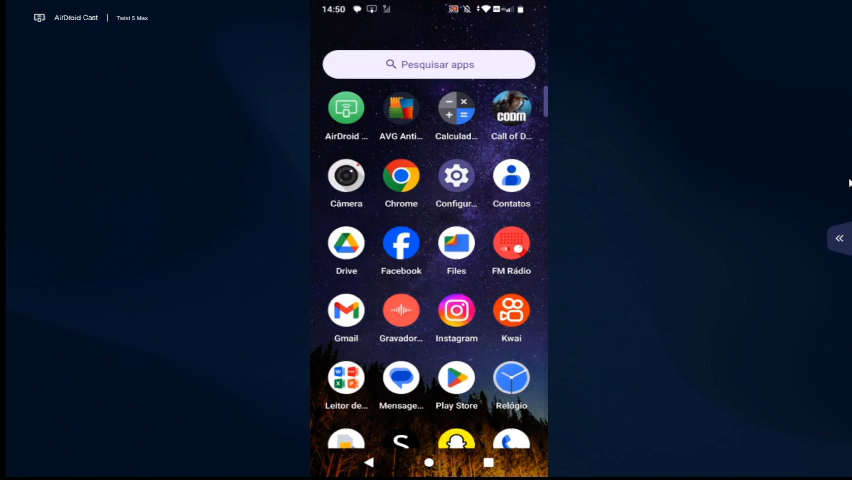 AirDroid Cast | Twist 5 Max
14:50
Pesquisar apps
AirDroid ... AVG Anti... Calculad... Call of D...
CODM
Câmera Chrome Configur... Contatos
Drive Facebook Files FM Rádio
Gmail Gravador... Instagram Kwai
Leitor de... Mensage... Play Store Relógio